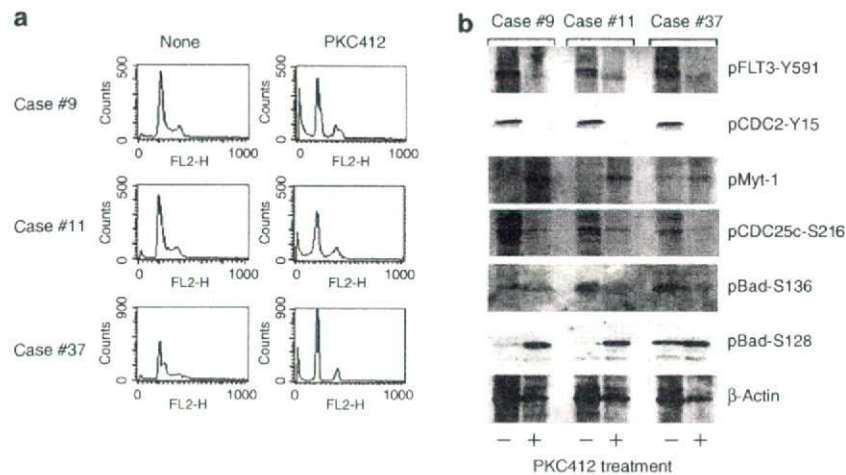 a
None
PKC412
Case #9
500
Counts
0
0
FL2-H
1000
500
Counts
0
0
FL2-H
1000
Case #11
500
Counts
0
0
FL2-H
1000
500
Counts
0
0
FL2-H
1000
Case #37
900
Counts
0
0
FL2-H
1000
900
Counts
0
0
FL2-H
1000
b
Case #9 Case #11 Case #37
pFLT3-Y591
pCDC2-Y15
pMyt-1
pCDC25c-S216
pBad-S136
pBad-S128
β-Actin
− + − + − +
PKC412 treatment